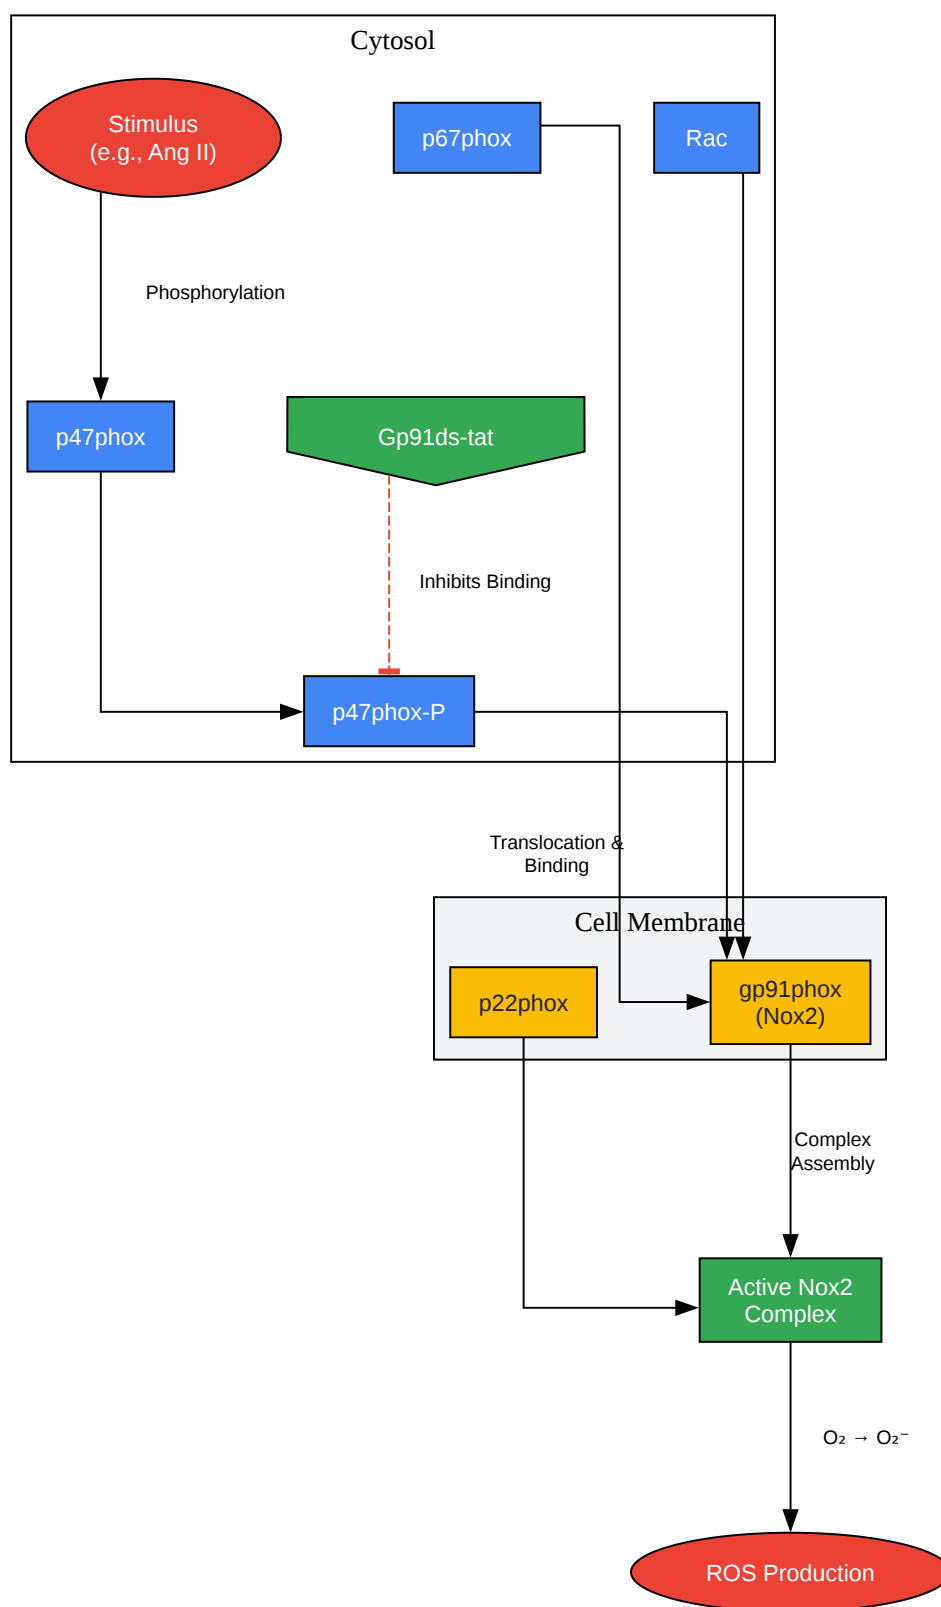 Cytosol
Stimulus
(e.g., Ang II)
p67phox
Rac
Phosphorylation
p47phox
Gp91ds-tat
Inhibits Binding
p47phox-P
Translocation &
Binding
Cell Membrane
p22phox
gp91phox
(Nox2)
Complex
Assembly
Active Nox2
Complex
O₂ → O₂⁻
ROS Production